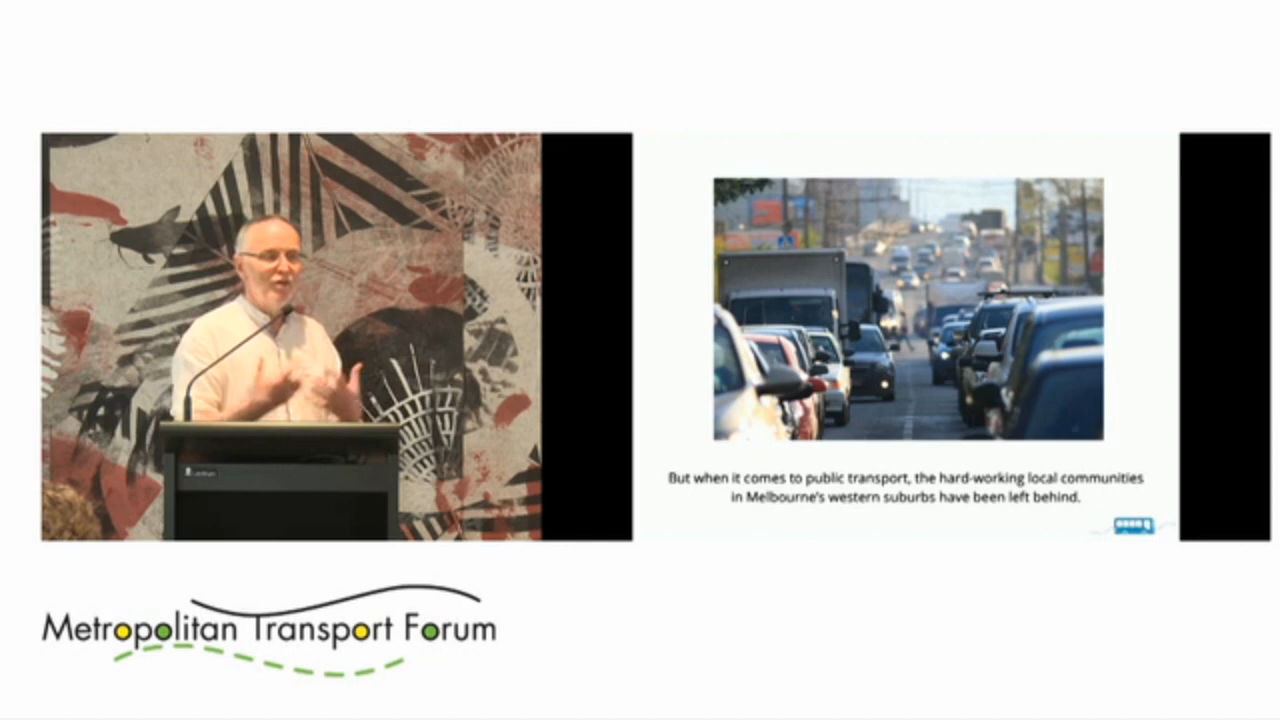 But when it comes to public transport, the hard-working local communities
in Melbourne's western suburbs have been left behind.
Metropolitan Transport Forum